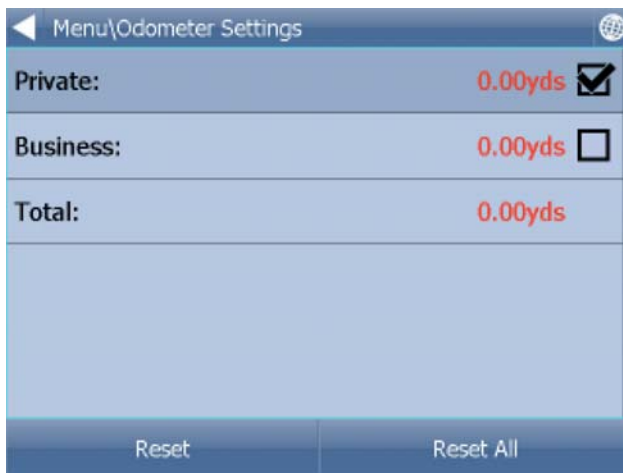 Menu\Odometer Settings
Private: 0.00yds
Business: 0.00yds
Total: 0.00yds
Reset Reset All